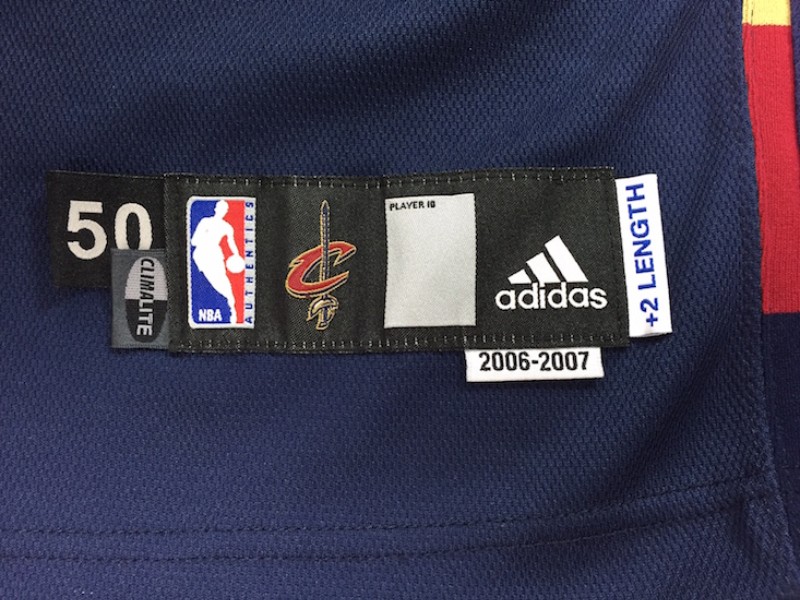 50
CLIMALITE
NBA
AUTHENTICS
C
PLAYER ID
adidas
+2 LENGTH
2006-2007